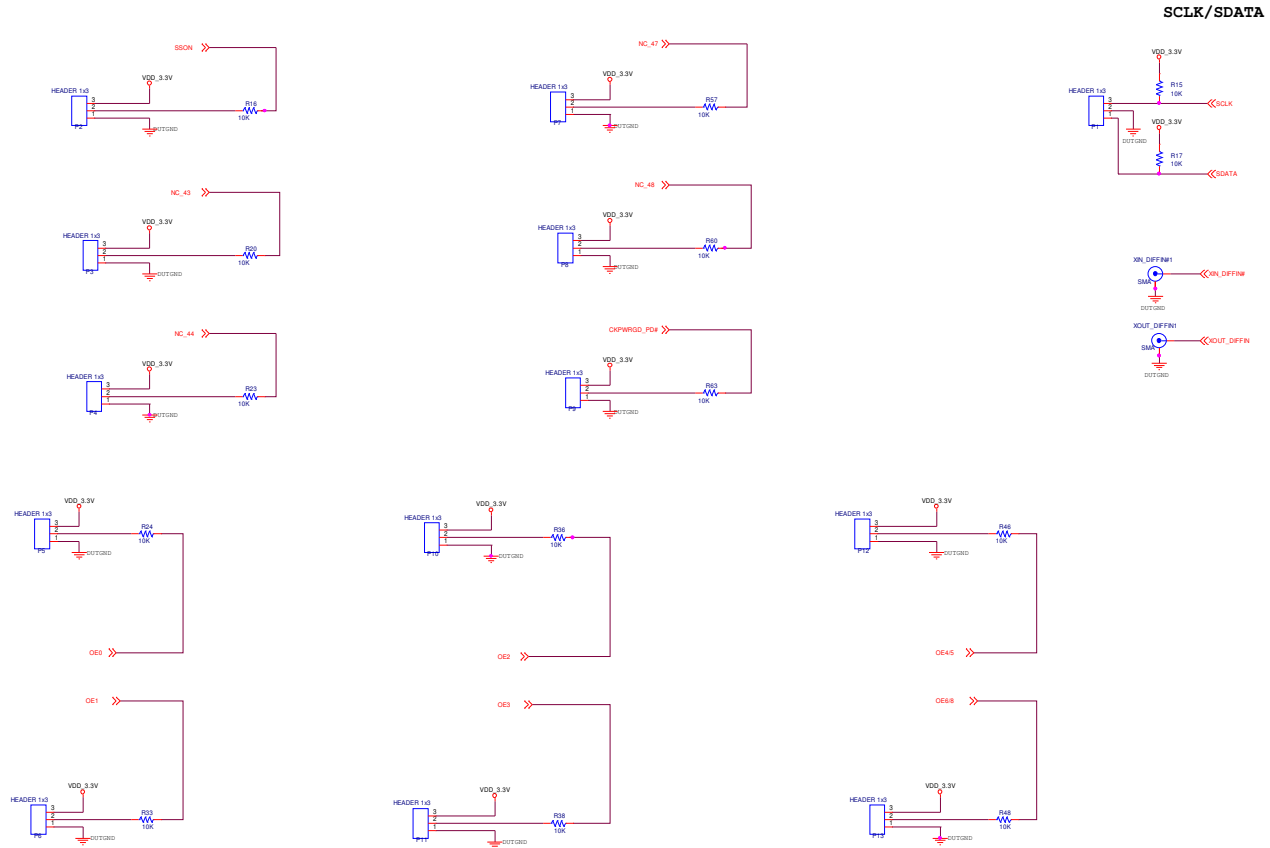 SCLK/SDATA
SSON
VDD_3.3V
HEADER 1x3
3
2
1
P2
R16
10K
DUTGND
NC_47
VDD_3.3V
HEADER 1x3
3
2
1
P7
R57
10K
DUTGND
VDD_3.3V
R15
10K
HEADER 1x3
3
2
1
P1
SCLK
VDD_3.3V
DUTGND
R17
10K
SDATA
NC_43
VDD_3.3V
HEADER 1x3
3
2
1
P3
R20
10K
DUTGND
NC_48
VDD_3.3V
HEADER 1x3
3
2
1
P8
R60
10K
DUTGND
XIN_DIFFIN#1
SMA
XIN_DIFFIN#
DUTGND
XOUT_DIFFIN1
SMA
XOUT_DIFFIN
DUTGND
NC_44
VDD_3.3V
HEADER 1x3
3
2
1
P4
R23
10K
DUTGND
CKPWRGD_PD#
VDD_3.3V
HEADER 1x3
3
2
1
P9
R63
10K
DUTGND
VDD_3.3V
HEADER 1x3
3
2
1
P5
R24
10K
DUTGND
OE0
VDD_3.3V
HEADER 1x3
3
2
1
P10
R36
10K
DUTGND
OE2
VDD_3.3V
HEADER 1x3
3
2
1
P12
R46
10K
DUTGND
OE4/5
OE1
VDD_3.3V
HEADER 1x3
3
2
1
P6
R33
10K
DUTGND
OE3
VDD_3.3V
HEADER 1x3
3
2
1
P11
R38
10K
DUTGND
OE6/8
VDD_3.3V
HEADER 1x3
3
2
1
P13
R48
10K
DUTGND